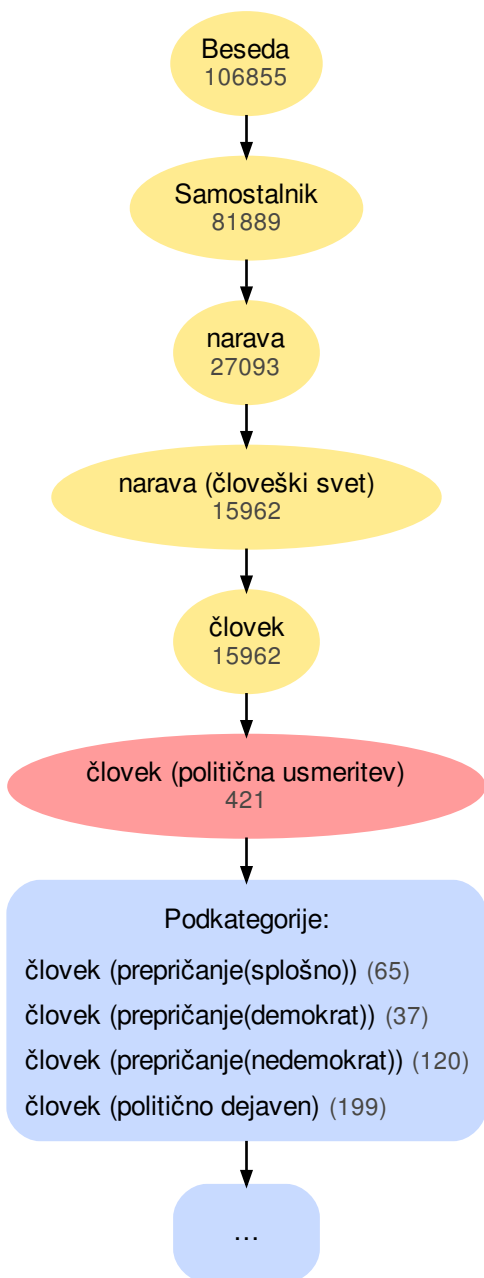 Beseda
106855
Samostalnik
81889
narava
27093
narava (človeški svet)
15962
človek
15962
človek (politična usmeritev)
421
Podkategorije:
človek (prepričanje(splošno)) (65)
človek (prepričanje(demokrat)) (37)
človek (prepričanje(nedemokrat)) (120)
človek (politično dejaven) (199)
...